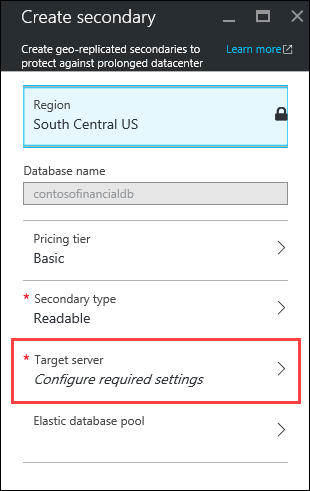 Create secondary
Create geo-replicated secondaries to
protect against prolonged datacenter
Learn more
Region
South Central US
Database name
contosofinancialdb
Pricing tier
Basic
* Secondary type
Readable
* Target server
Configure required settings
Elastic database pool